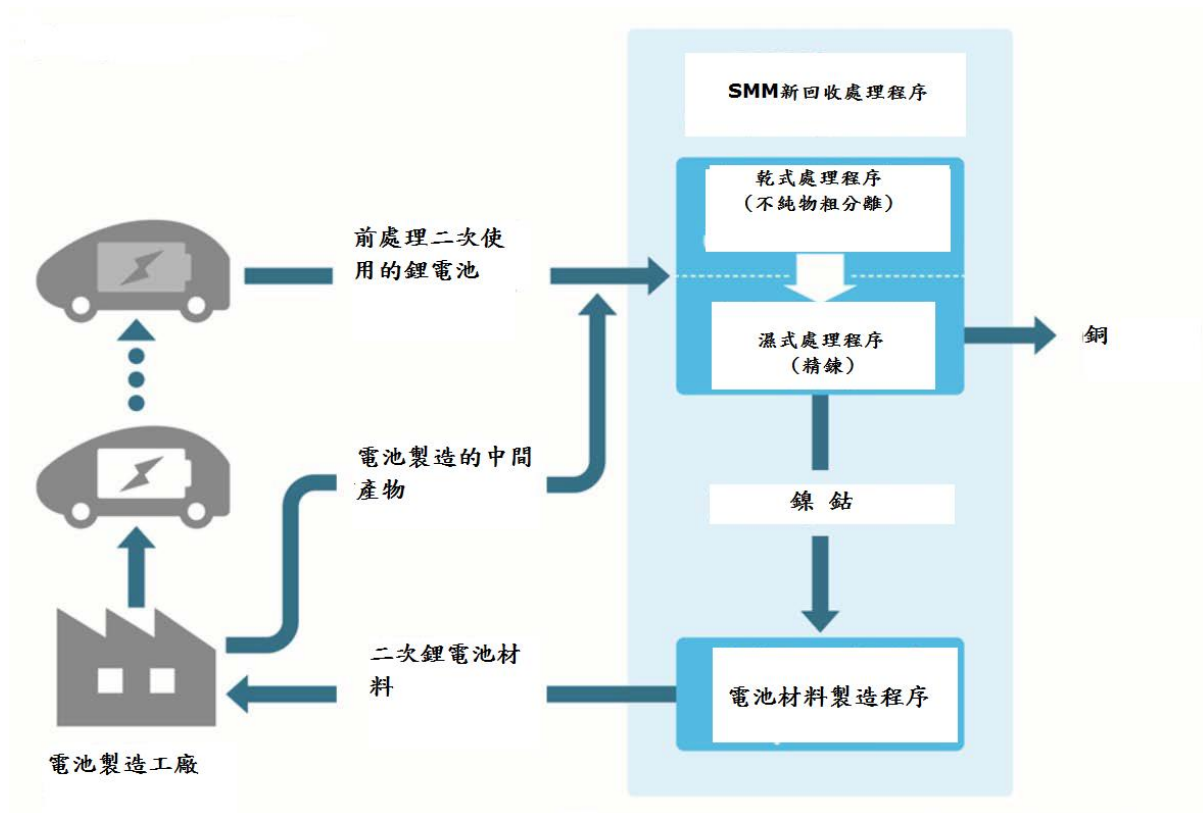 SMM新回收處理程序
乾式處理程序
（不純物粗分離）
前處理二次使
用的鋰電池
濕式處理程序
（精鍊）
銅
電池製造的中間
產物
鎳 鈷
二次鋰電池材
料
電池材料製造程序
電池製造工廠